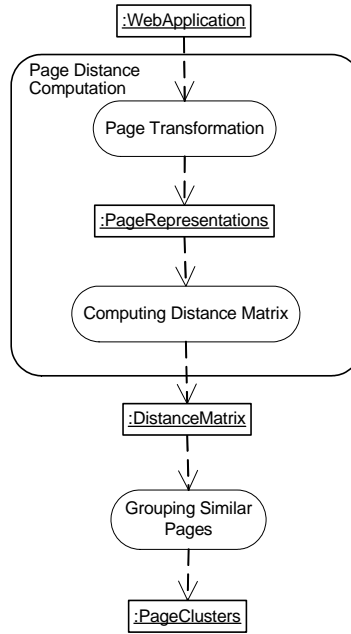 :WebApplication
Page Distance
Computation
Page Transformation
:PageRepresentations
Computing Distance Matrix
:DistanceMatrix
Grouping Similar
Pages
:PageClusters